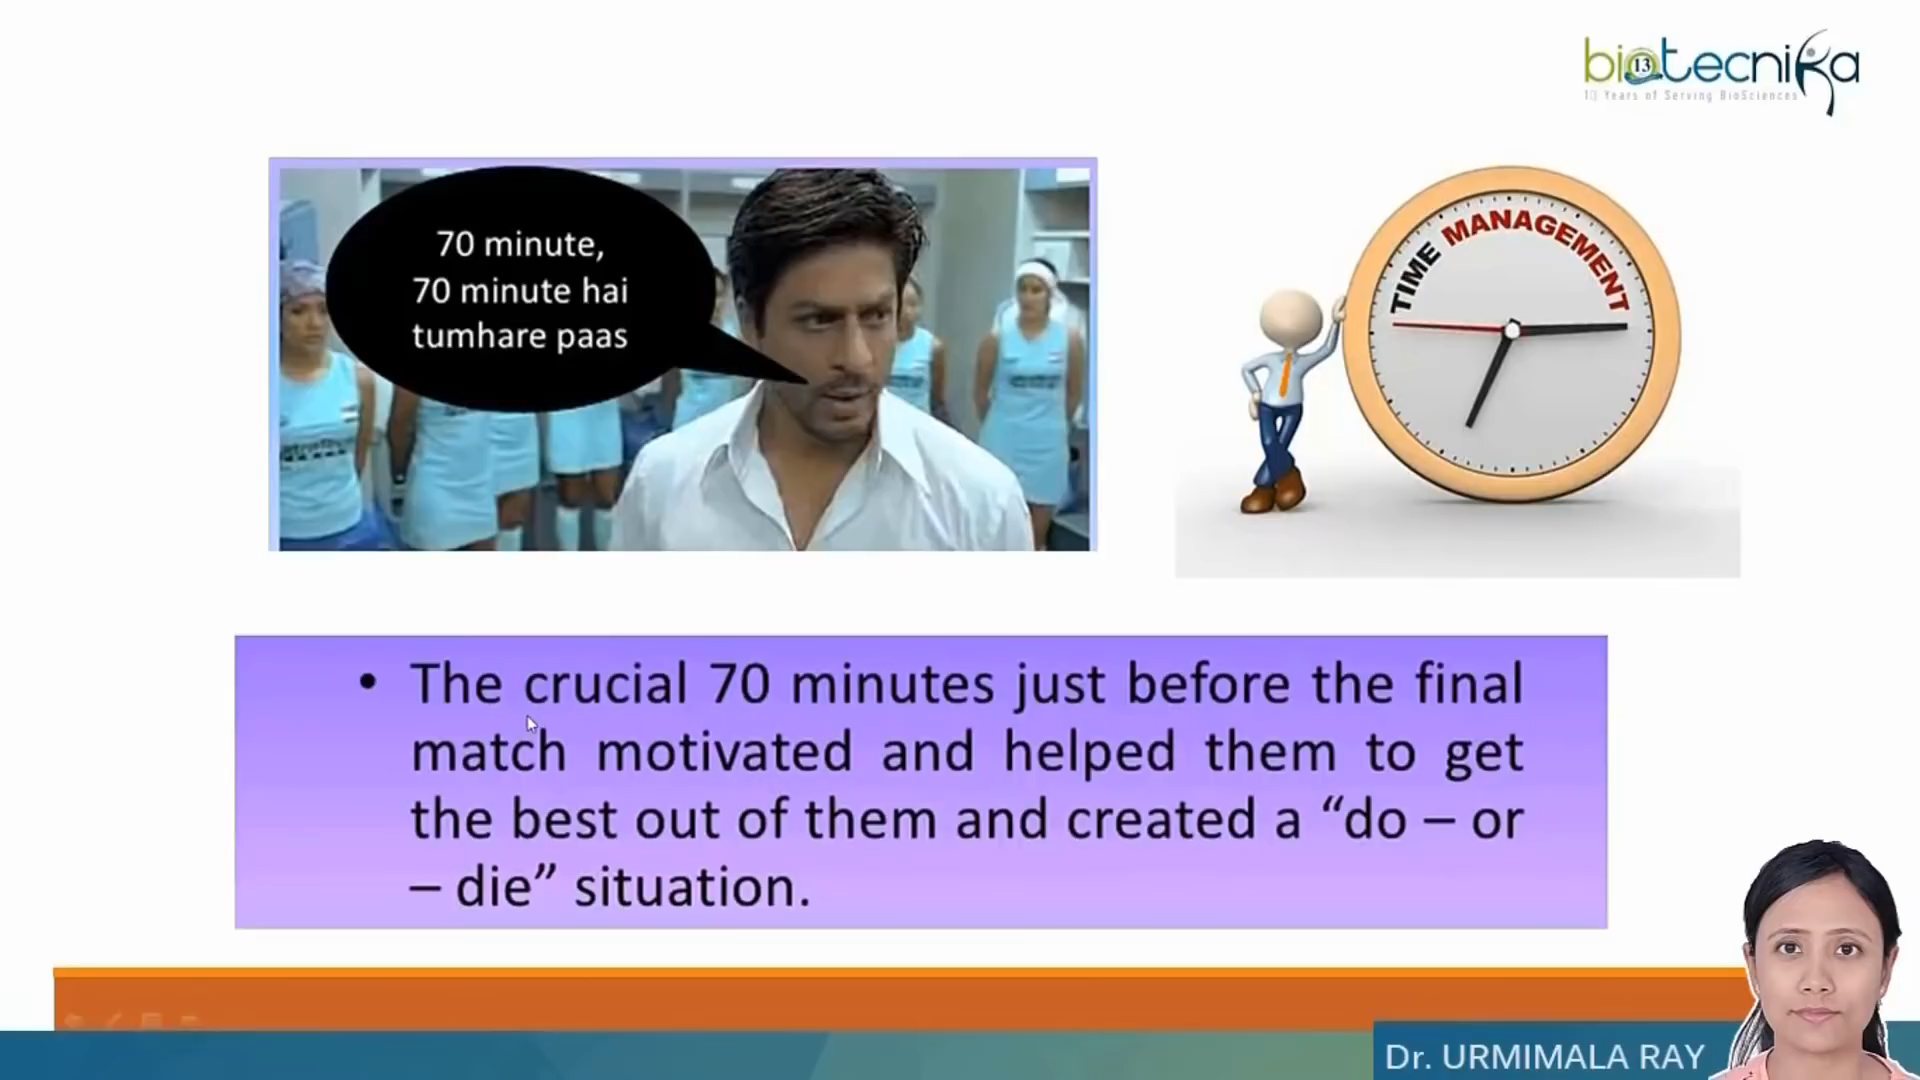 biotecnika
13
13 Years of Serving BioSciences
70 minute,
70 minute hai
tumhare paas
TIME MANAGEMENT
• The crucial 70 minutes just before the final
match motivated and helped them to get
the best out of them and created a “do – or
– die” situation.
Dr. URMIMALA RAY